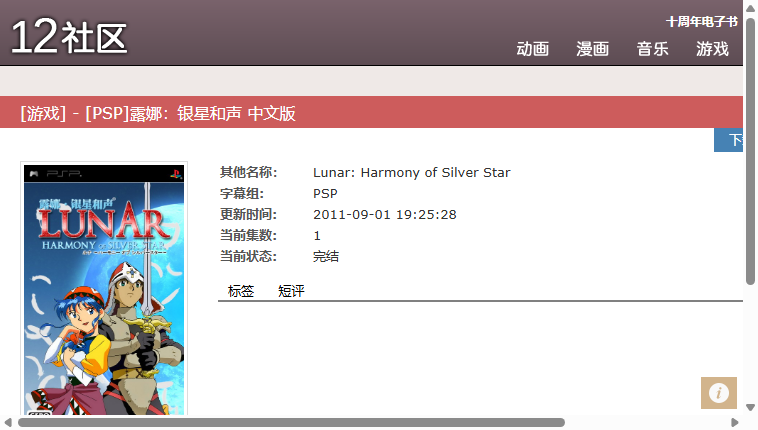 12社区
十周年电子书
动画 漫画 音乐 游戏
[游戏] - [PSP]露娜：银星和声 中文版
其他名称： Lunar: Harmony of Silver Star
字幕组： PSP
更新时间： 2011-09-01 19:25:28
当前集数： 1
当前状态： 完结
标签 短评
PSP
露娜 银星和声
LUNAR
HARMONY of SILVER STAR